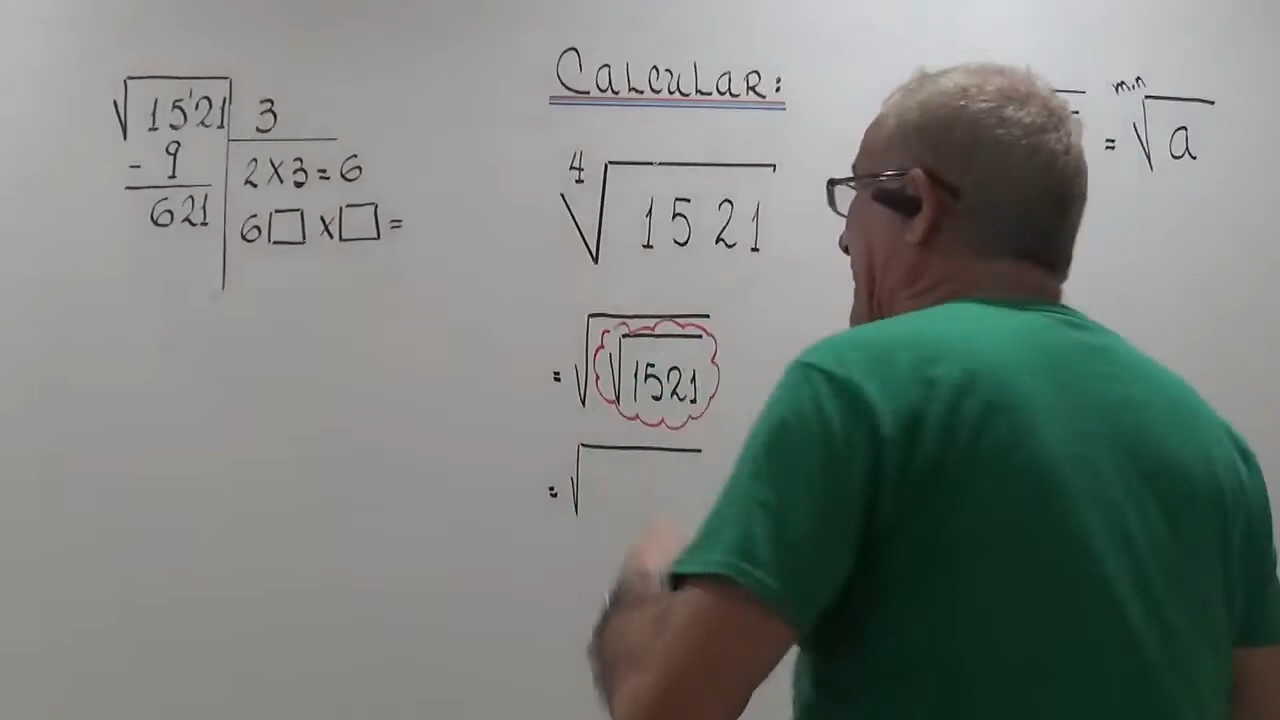 √15'21 3
- 9 2 X 3 = 6
621 6□ X □ =
CALCULAR:
⁴√1521
= √√1521
= √
= ᵐ·ⁿ√a